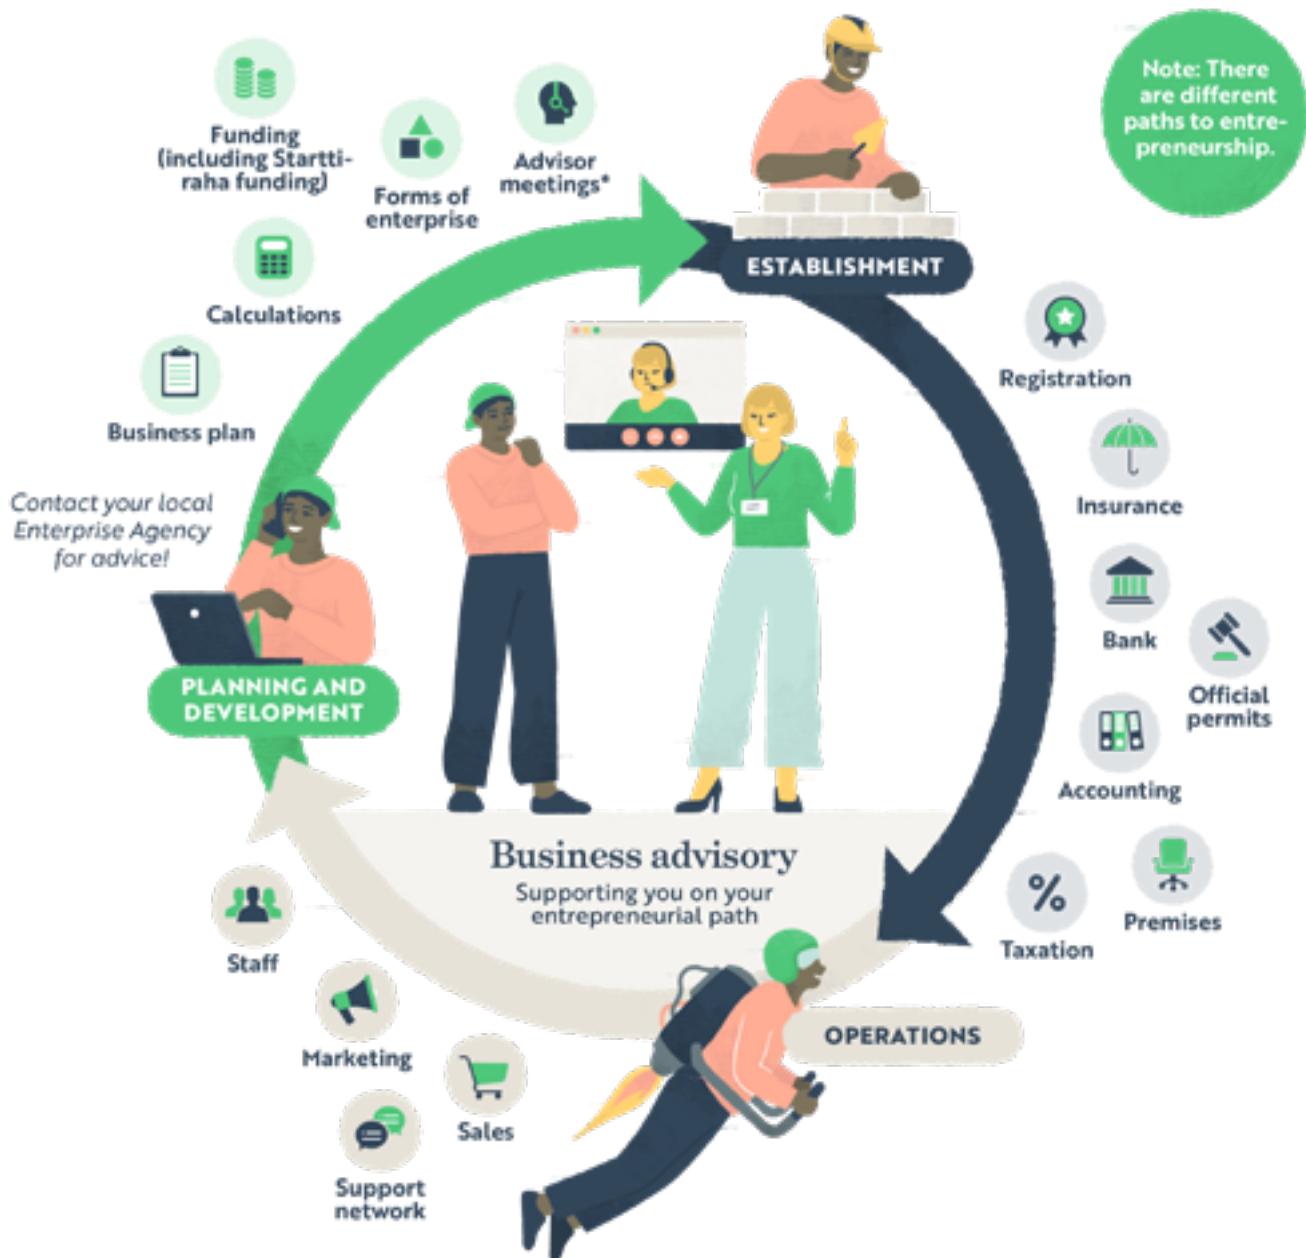 Note: There
are different
paths to entre-
preneurship.
Funding
(including Startti-
raha funding)
Forms of
enterprise
Advisor
meetings*
Calculations
Business plan
Contact your local
Enterprise Agency
for advice!
PLANNING AND
DEVELOPMENT
ESTABLISHMENT
Registration
Insurance
Bank
Official
permits
Accounting
Premises
Taxation
Business advisory
Supporting you on your
entrepreneurial path
OPERATIONS
Staff
Marketing
Sales
Support
network